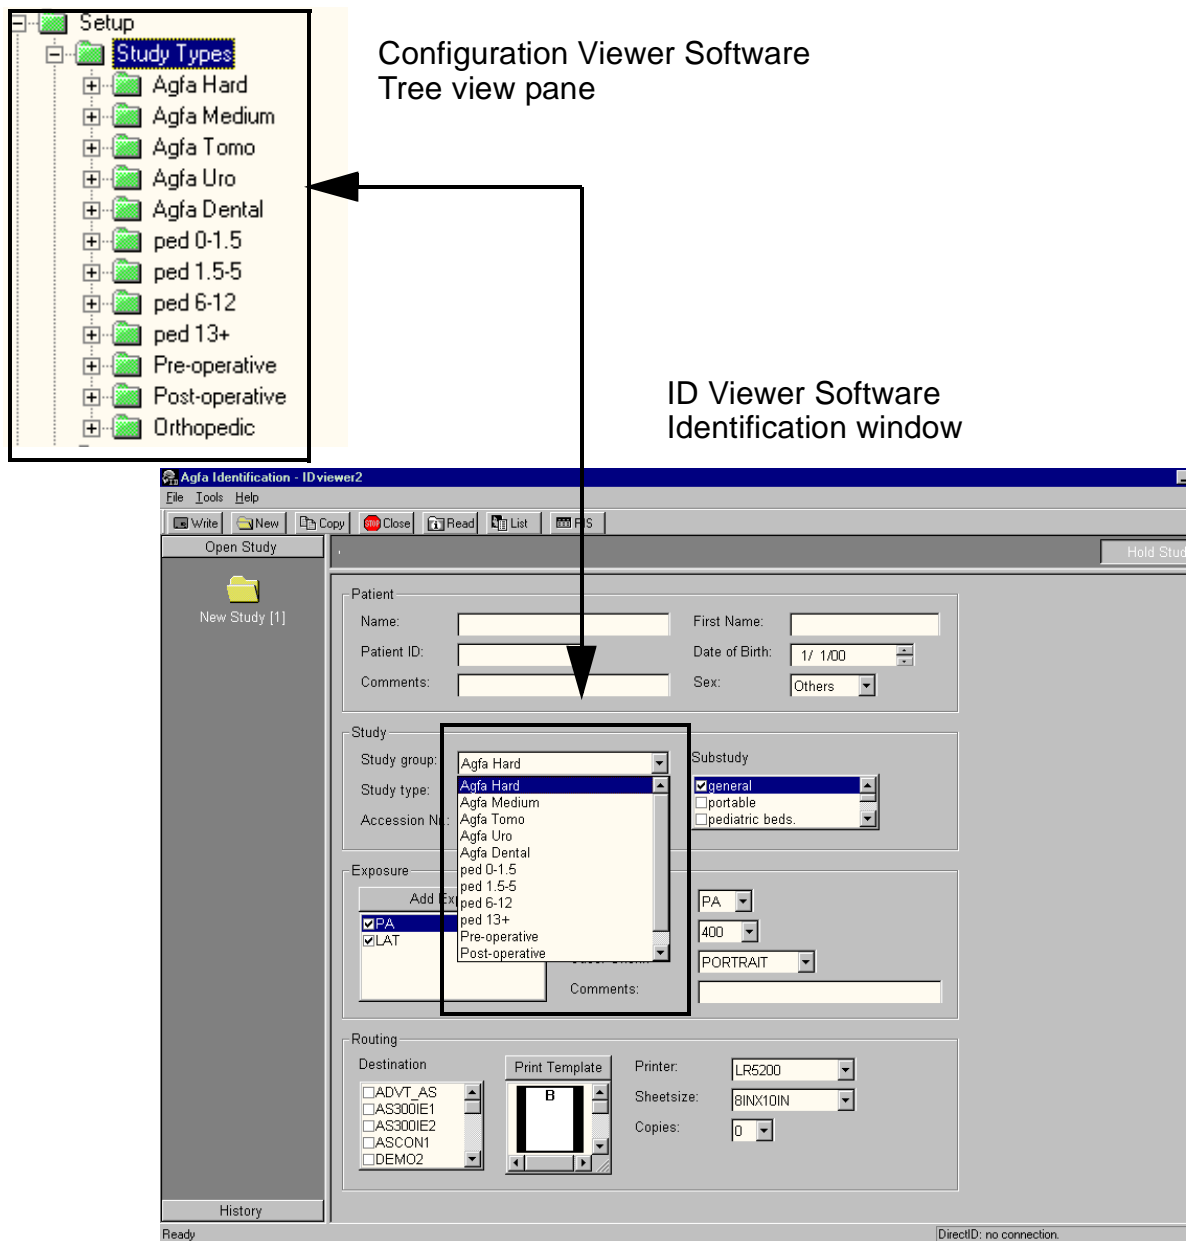 Setup
Study Types
Agfa Hard
Agfa Medium
Agfa Tomo
Agfa Uro
Agfa Dental
ped 0-1.5
ped 1.5-5
ped 6-12
ped 13+
Pre-operative
Post-operative
Orthopedic
Configuration Viewer Software
Tree view pane
ID Viewer Software
Identification window
Agfa Identification - IDviewer2
File Tools Help
Write New Copy Close Read List
Open Study
Hold Stud
New Study [1]
Patient
Name: First Name:
Patient ID: Date of Birth: 1/ 1/00
Comments: Sex: Others
Study
Study group: Agfa Hard Substudy
Study type:
Accession
Agfa Hard
Agfa Medium
Agfa Tomo
Agfa Uro
Agfa Dental
ped 0-1.5
ped 1.5-5
ped 6-12
ped 13+
Pre-operative
Post-operative
general
portable
pediatric beds.
Exposure
Add
PA
LAT
PA
400
PORTRAIT
Comments:
Routing
Destination Print Template Printer: LR5200
ADVT_AS
AS300IE1
AS300IE2
ASCON1
DEMO2
B
Sheetsize: 8INX10IN
Copies: 0
History
Ready DirectID: no connection.